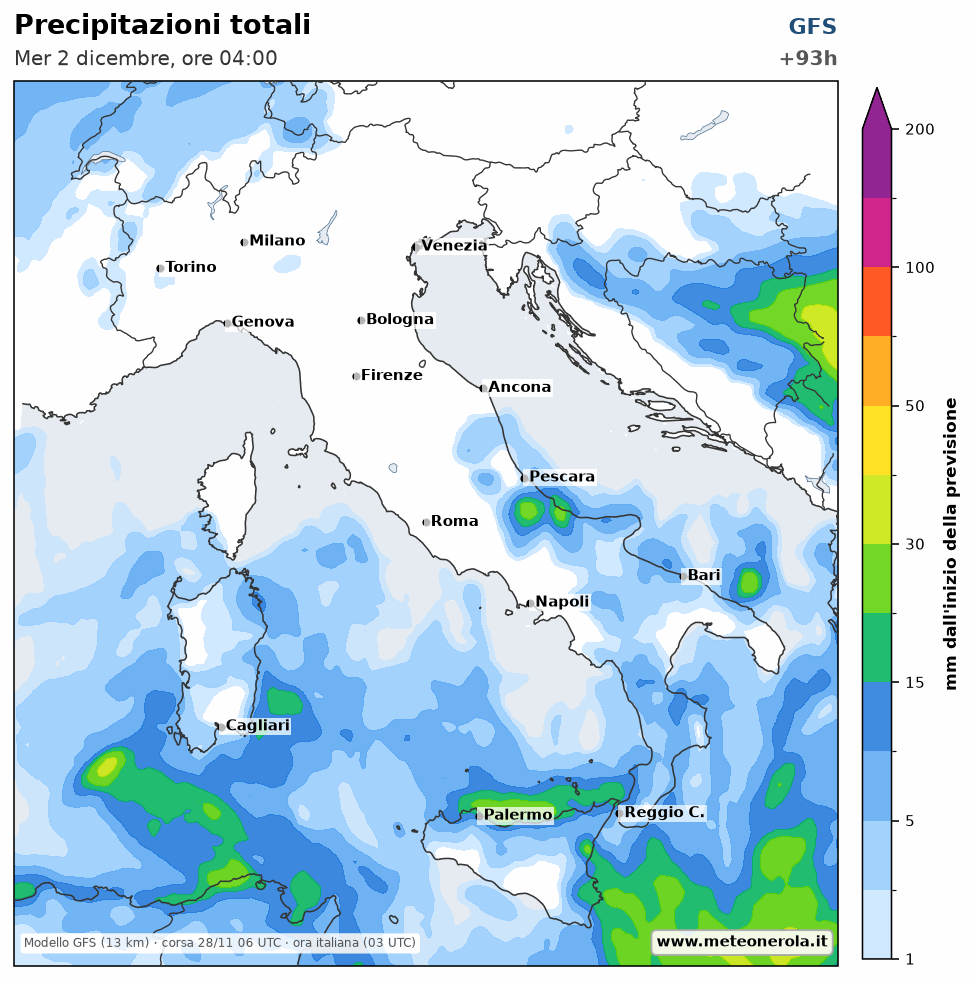 Precipitazioni totali
GFS
Mer 2 dicembre, ore 04:00
+93h
200
100
50
30
15
5
1
mm dall'inizio della previsione
Milano
Venezia
Torino
Genova
Bologna
Firenze
Ancona
Pescara
Roma
Bari
Napoli
Cagliari
Palermo
Reggio C.
Modello GFS (13 km) · corsa 28/11 06 UTC · ora italiana (03 UTC)
www.meteonerola.it